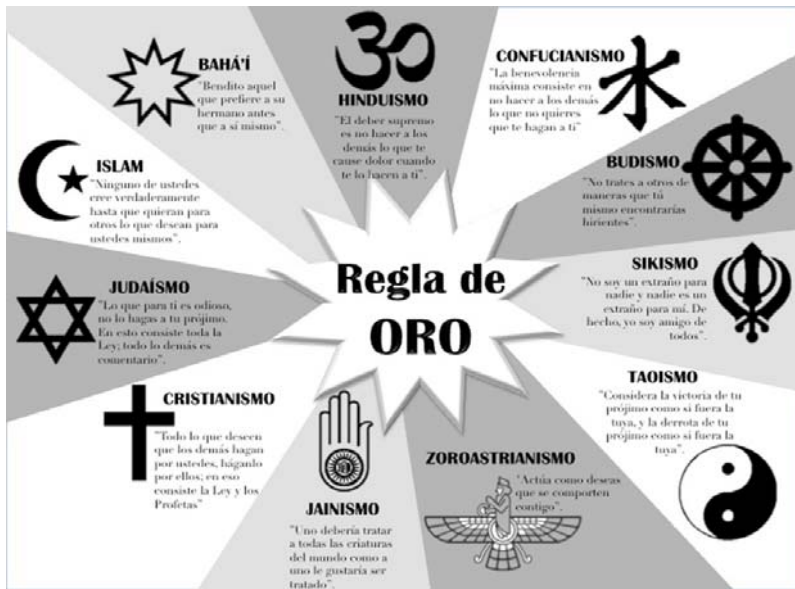 BAHÁ'Í
"Bendito aquel
que prefiere a su
hermano antes
que a sí mismo".
HINDUISMO
"El deber supremo
es no hacer a los
demás lo que te
cause dolor cuando
te lo hacen a ti".
CONFUCIANISMO
"La benevolencia
máxima consiste en
no hacer a los demás
lo que no quieres
que te hagan a ti"
BUDISMO
"No trates a otros de
maneras que tú
mismo encontrarías
hirientes".
SIKISMO
"No soy un extraño para
nadie y nadie es un
extraño para mí. De
hecho, yo soy amigo de
todos".
TAOISMO
"Considera la victoria de tu
prójimo como si fuera la
tuya, y la derrota de tu
prójimo como si fuera la
tuya".
ZOROASTRIANISMO
"Actúa como deseas
que se comporten
contigo".
JAINISMO
"Uno debería tratar
a todas las criaturas
del mundo como a
uno le gustaría ser
tratado".
CRISTIANISMO
"Todo lo que deseen
que los demás hagan
por ustedes, háganlo
por ellos; en eso
consiste la Ley y los
Profetas"
JUDAÍSMO
"Lo que para ti es odioso,
no lo hagas a tu prójimo.
En esto consiste toda la
Ley; todo lo demás es
comentario".
ISLAM
"Ninguno de ustedes
cree verdaderamente
hasta que quieran para
otros lo que desean para
ustedes mismos".
Regla de
ORO
ॐ